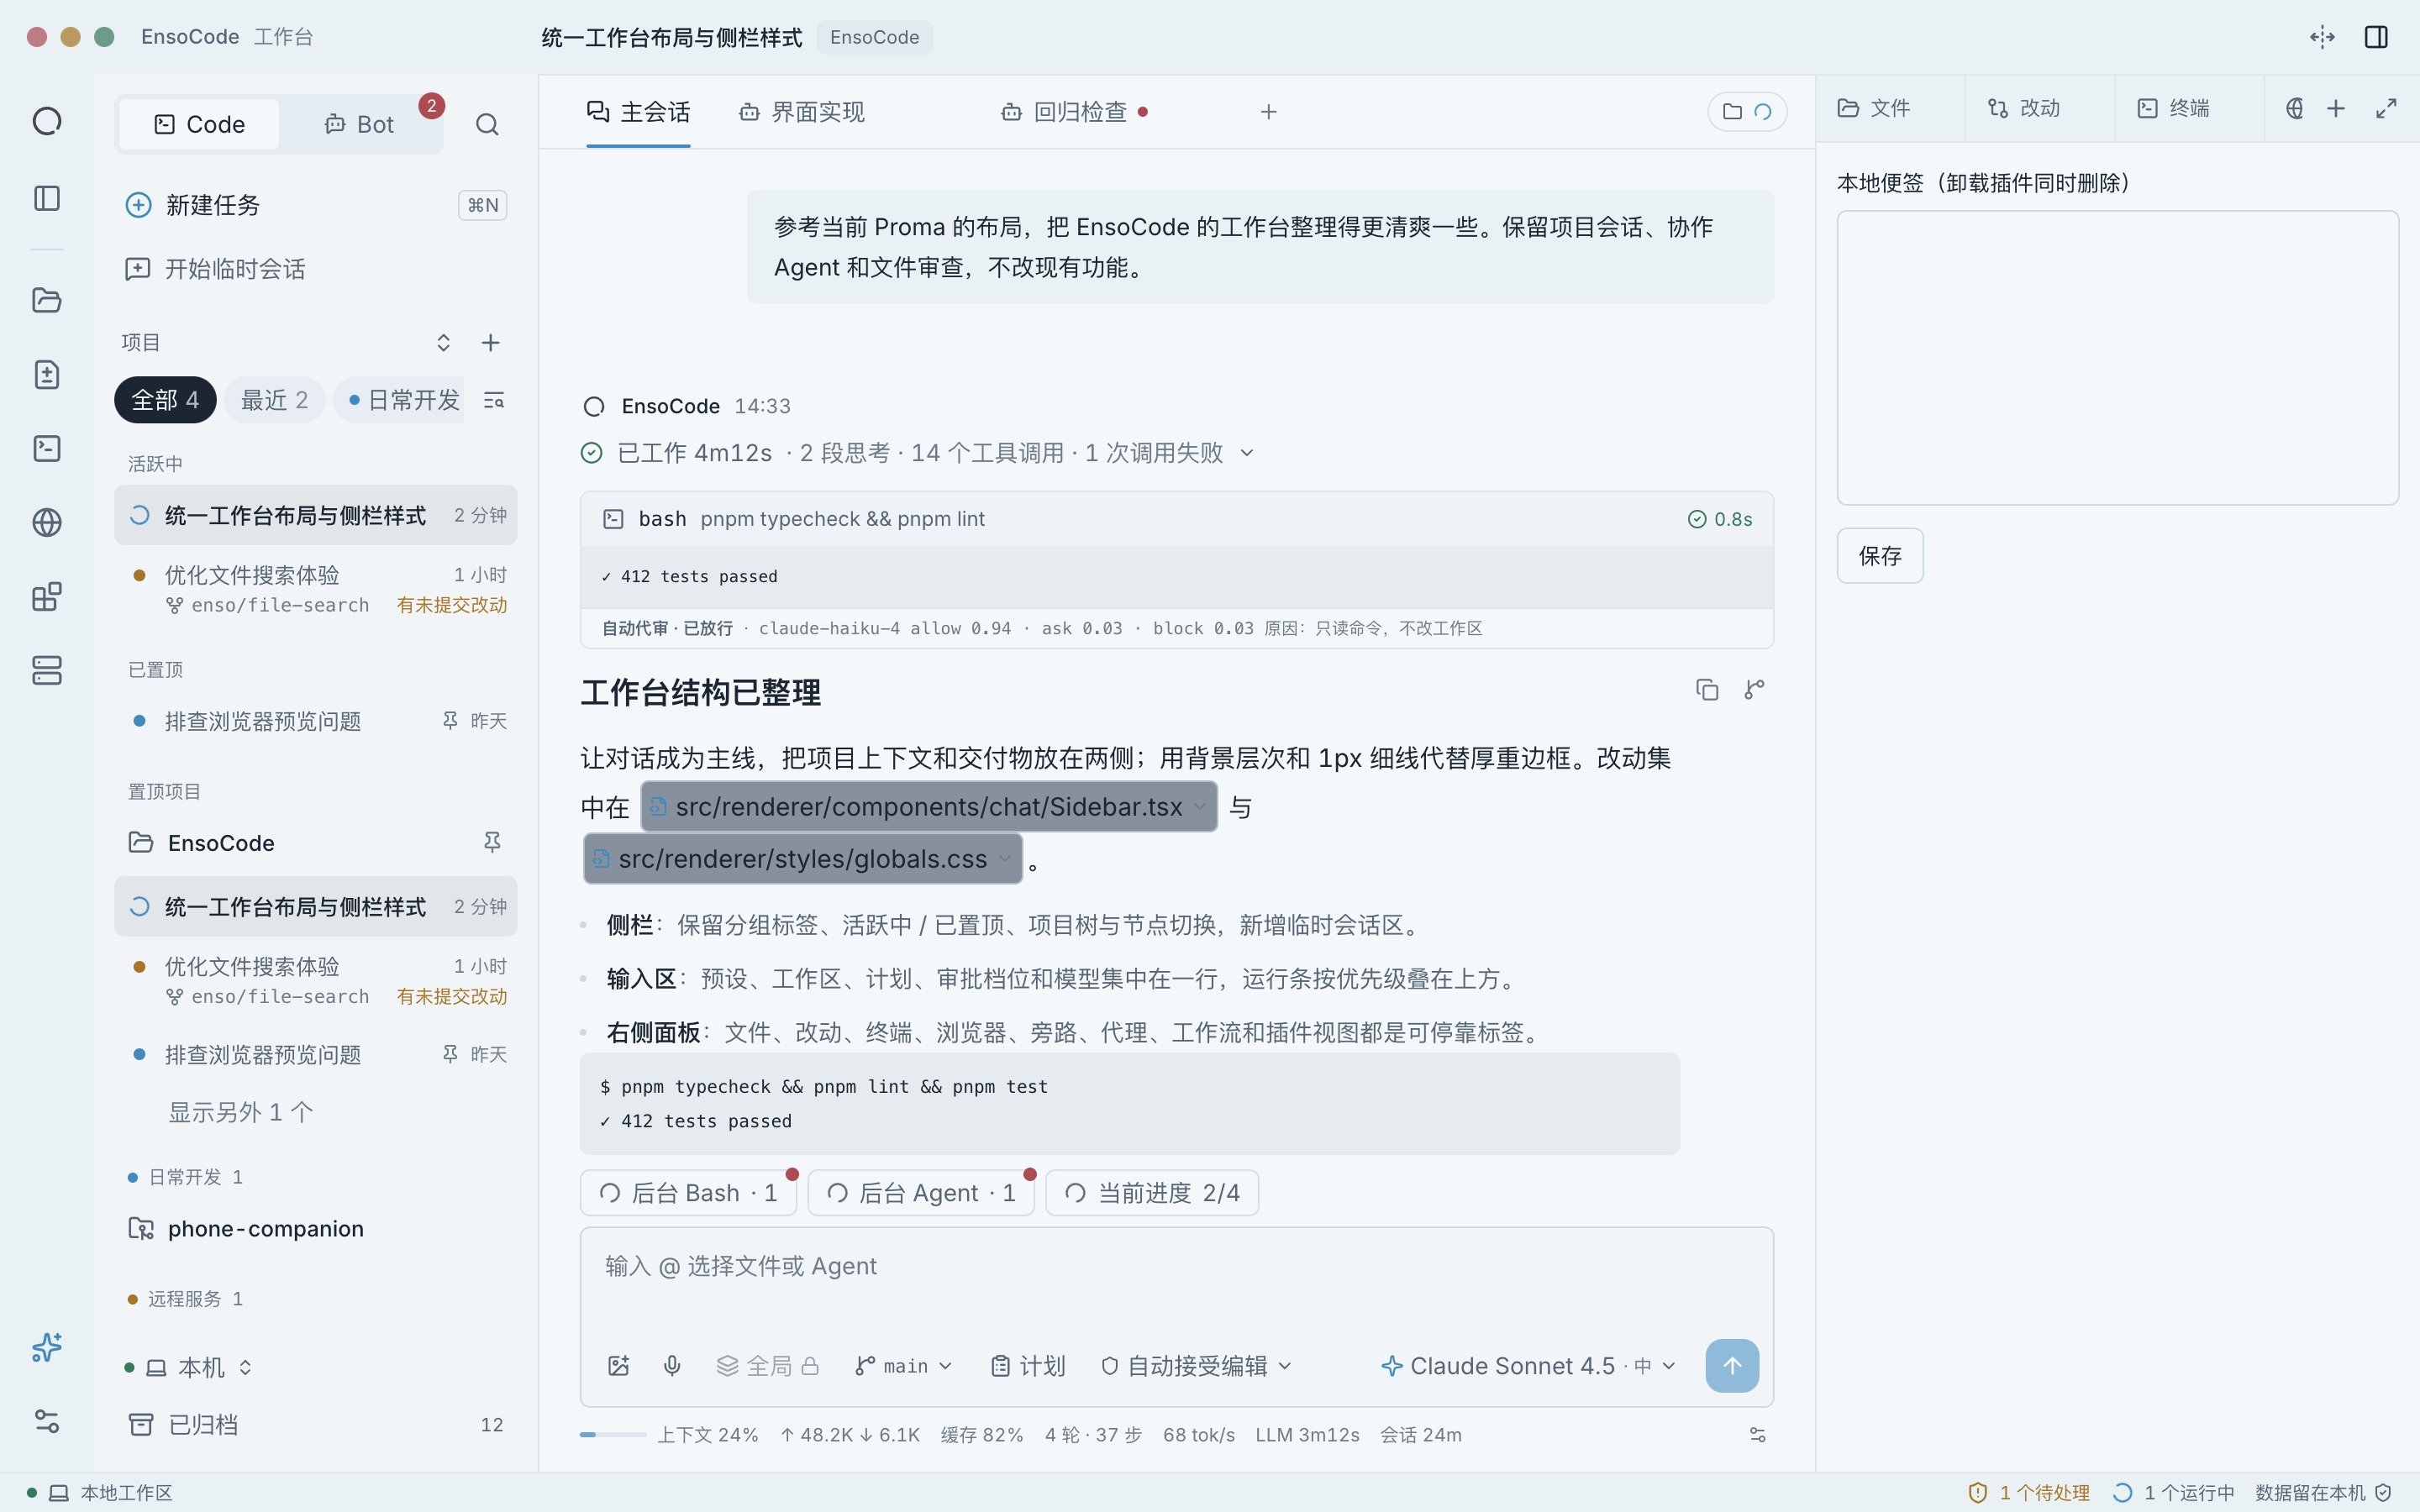 EnsoCode 工作台
统一工作台布局与侧栏样式 EnsoCode
Code
Bot 2
新建任务 ⌘N
开始临时会话
项目
全部 4
最近 2
日常开发
活跃中
统一工作台布局与侧栏样式 2 分钟
优化文件搜索体验 1 小时
enso/file-search 有未提交改动
已置顶
排查浏览器预览问题 昨天
置顶项目
EnsoCode
统一工作台布局与侧栏样式 2 分钟
优化文件搜索体验 1 小时
enso/file-search 有未提交改动
排查浏览器预览问题 昨天
显示另外 1 个
日常开发 1
phone-companion
远程服务 1
本机
已归档 12
主会话
界面实现
回归检查
参考当前 Proma 的布局，把 EnsoCode 的工作台整理得更清爽一些。保留项目会话、协作
Agent 和文件审查，不改现有功能。
EnsoCode 14:33
已工作 4m12s · 2 段思考 · 14 个工具调用 · 1 次调用失败
bash pnpm typecheck && pnpm lint 0.8s
✓ 412 tests passed
自动代审 · 已放行 · claude-haiku-4 allow 0.94 · ask 0.03 · block 0.03 原因：只读命令，不改工作区
工作台结构已整理
让对话成为主线，把项目上下文和交付物放在两侧；用背景层次和 1px 细线代替厚重边框。改动集
中在 src/renderer/components/chat/Sidebar.tsx 与
src/renderer/styles/globals.css 。
• 侧栏：保留分组标签、活跃中 / 已置顶、项目树与节点切换，新增临时会话区。
• 输入区：预设、工作区、计划、审批档位和模型集中在一行，运行条按优先级叠在上方。
• 右侧面板：文件、改动、终端、浏览器、旁路、代理、工作流和插件视图都是可停靠标签。
$ pnpm typecheck && pnpm lint && pnpm test
✓ 412 tests passed
后台 Bash · 1
后台 Agent · 1
当前进度 2/4
输入 @ 选择文件或 Agent
全局
main
计划
自动接受编辑
Claude Sonnet 4.5 · 中
上下文 24% ↑ 48.2K ↓ 6.1K 缓存 82% 4 轮 · 37 步 68 tok/s LLM 3m12s 会话 24m
文件
改动
终端
本地便签（卸载插件同时删除）
保存
本地工作区
1 个待处理
1 个运行中
数据留在本机